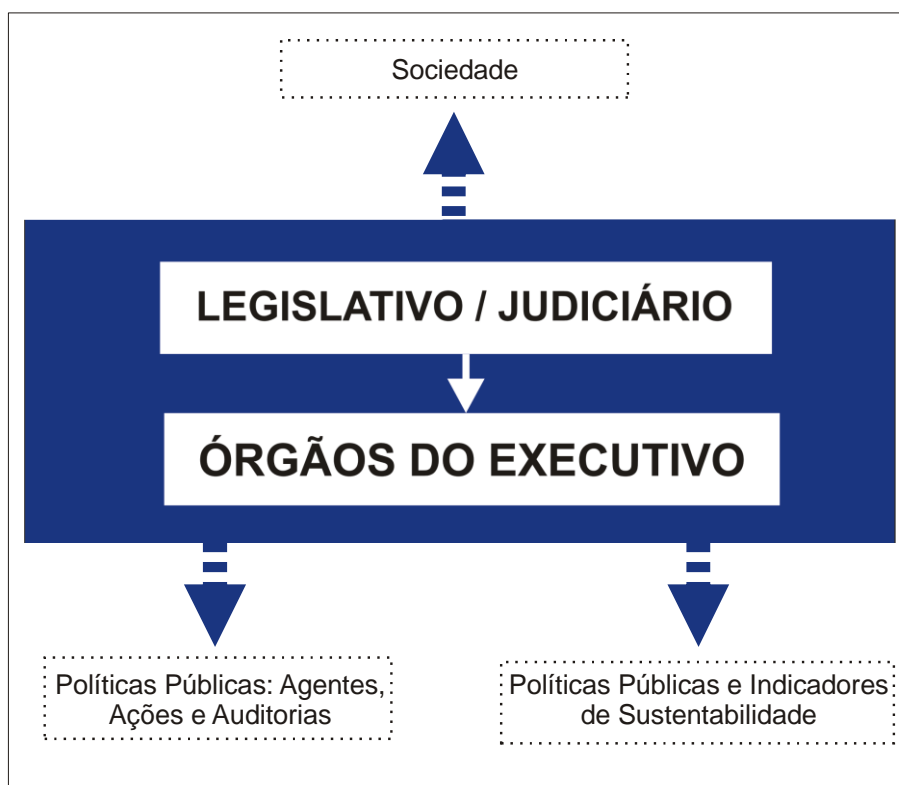 Sociedade
LEGISLATIVO / JUDICIÁRIO
ÓRGÃOS DO EXECUTIVO
Políticas Públicas: Agentes,
Ações e Auditorias
Políticas Públicas e Indicadores
de Sustentabilidade